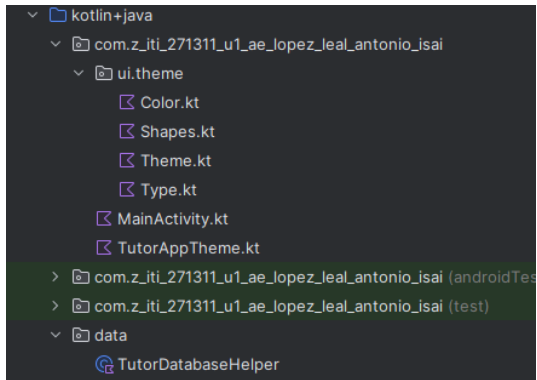 kotlin+java
com.z_iti_271311_u1_ae_lopez_leal_antonio_isai
ui.theme
Color.kt
Shapes.kt
Theme.kt
Type.kt
MainActivity.kt
TutorAppTheme.kt
com.z_iti_271311_u1_ae_lopez_leal_antonio_isai (androidTes
com.z_iti_271311_u1_ae_lopez_leal_antonio_isai (test)
data
TutorDatabaseHelper